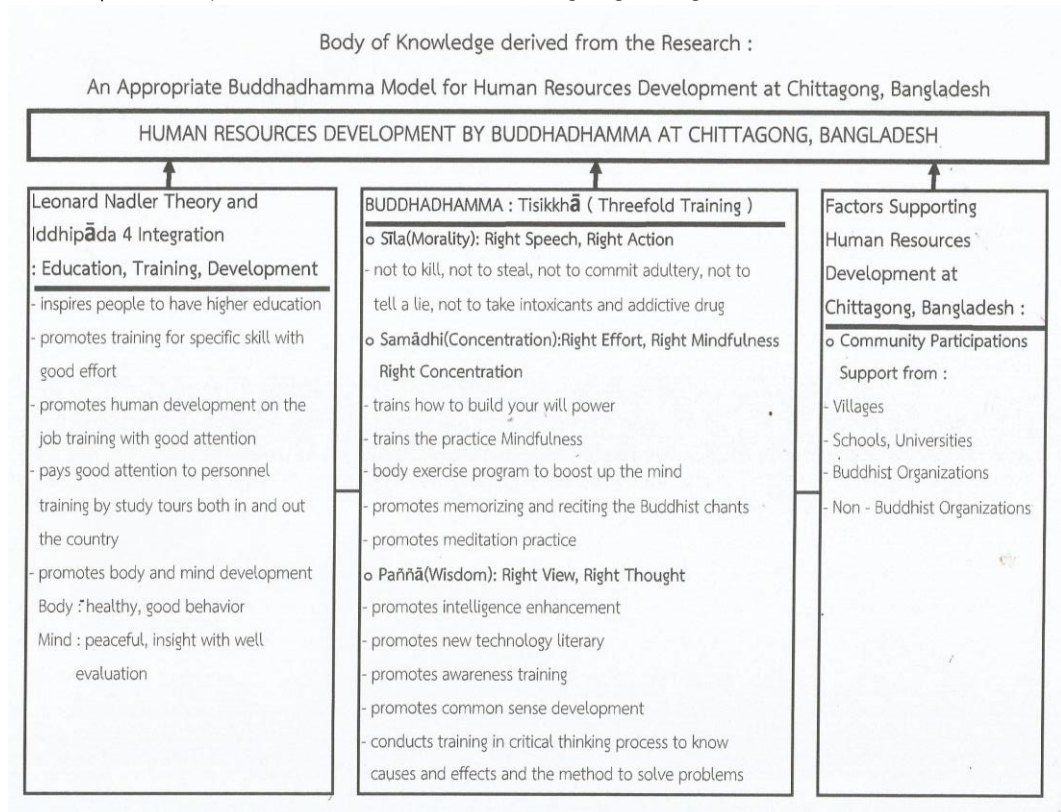 Body of Knowledge derived from the Research :
An Appropriate Buddhadhamma Model for Human Resources Development at Chittagong, Bangladesh
HUMAN RESOURCES DEVELOPMENT BY BUDDHADHAMMA AT CHITTAGONG, BANGLADESH
Leonard Nadler Theory and
Iddhipāda 4 Integration
: Education, Training, Development
- inspires people to have higher education
- promotes training for specific skill with
good effort
- promotes human development on the
job training with good attention
- pays good attention to personnel
training by study tours both in and out
the country
- promotes body and mind development
Body : healthy, good behavior
Mind : peaceful, insight with well
evaluation
BUDDHADHAMMA : Tisikkhā ( Threefold Training )
o Sīla(Morality): Right Speech, Right Action
- not to kill, not to steal, not to commit adultery, not to
tell a lie, not to take intoxicants and addictive drug
o Samādhi(Concentration):Right Effort, Right Mindfulness
Right Concentration
- trains how to build your will power
- trains the practice Mindfulness
- body exercise program to boost up the mind
- promotes memorizing and reciting the Buddhist chants
- promotes meditation practice
o Paññā(Wisdom): Right View, Right Thought
- promotes intelligence enhancement
- promotes new technology literary
- promotes awareness training
- promotes common sense development
- conducts training in critical thinking process to know
causes and effects and the method to solve problems
Factors Supporting
Human Resources
Development at
Chittagong, Bangladesh :
o Community Participations
Support from :
- Villages
- Schools, Universities
- Buddhist Organizations
- Non - Buddhist Organizations